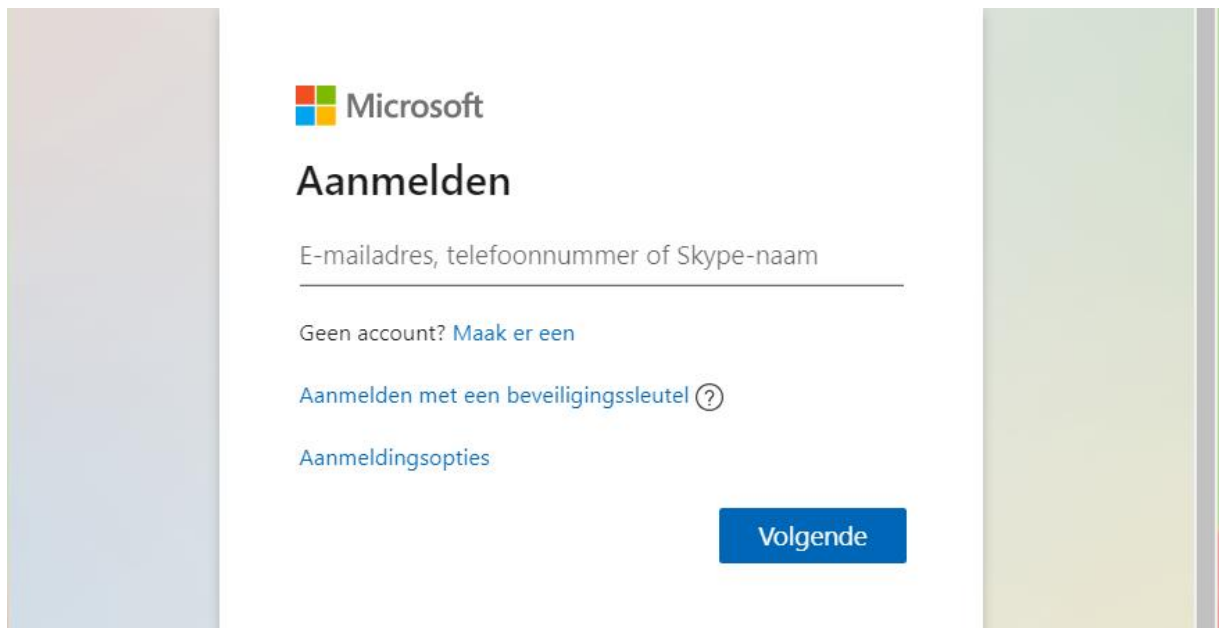 Microsoft
Aanmelden
E-mailadres, telefoonnummer of Skype-naam
Geen account? Maak er een
Aanmelden met een beveiligingssleutel ?
Aanmeldingsopties
Volgende